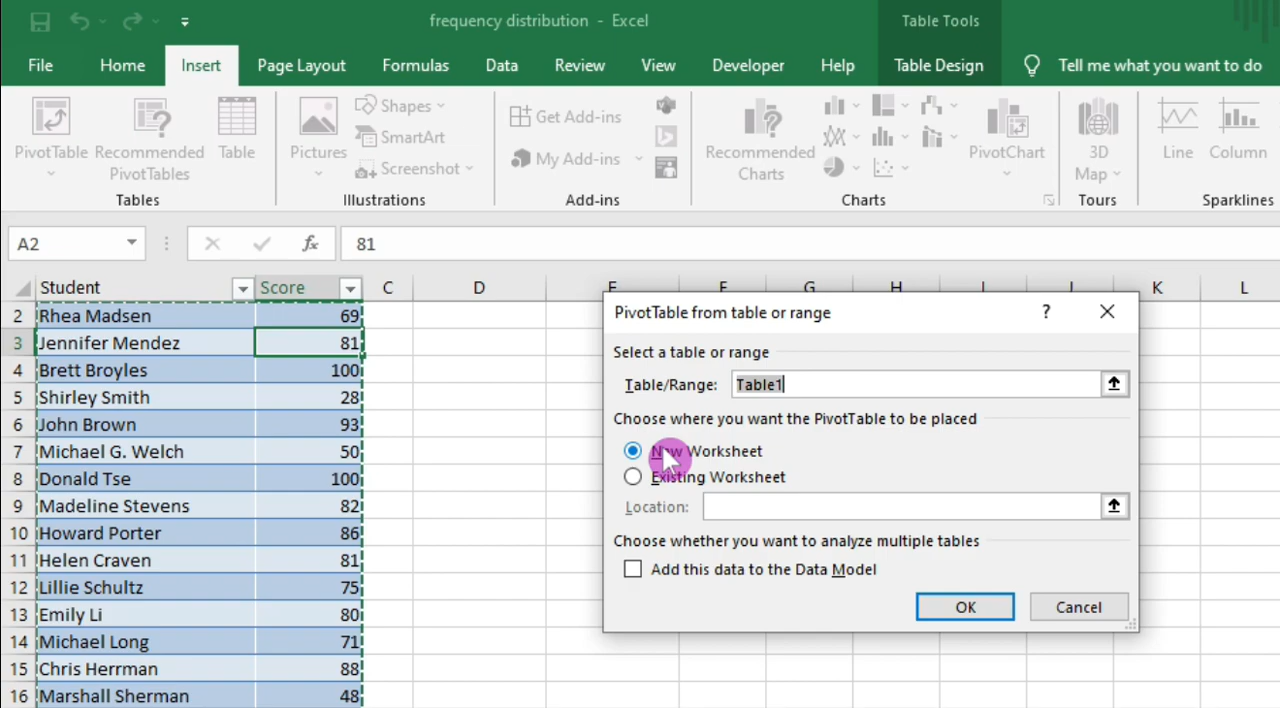 frequency distribution - Excel
Table Tools
File Home Insert Page Layout Formulas Data Review View Developer Help Table Design Tell me what you want to do
PivotTable
Recommended PivotTables
Table
Tables
Pictures
Shapes
SmartArt
Screenshot
Illustrations
Get Add-ins
My Add-ins
Add-ins
Recommended Charts
PivotChart
Charts
3D Map
Tours
Line
Column
Sparklines
A2 fx 81
Student Score C D E F G H I J K L
2 Rhea Madsen 69
3 Jennifer Mendez 81
4 Brett Broyles 100
5 Shirley Smith 28
6 John Brown 93
7 Michael G. Welch 50
8 Donald Tse 100
9 Madeline Stevens 82
10 Howard Porter 86
11 Helen Craven 81
12 Lillie Schultz 75
13 Emily Li 80
14 Michael Long 71
15 Chris Herrman 88
16 Marshall Sherman 48
PivotTable from table or range ?
Select a table or range
Table/Range: Table1
Choose where you want the PivotTable to be placed
New Worksheet
Existing Worksheet
Location:
Choose whether you want to analyze multiple tables
Add this data to the Data Model
OK Cancel